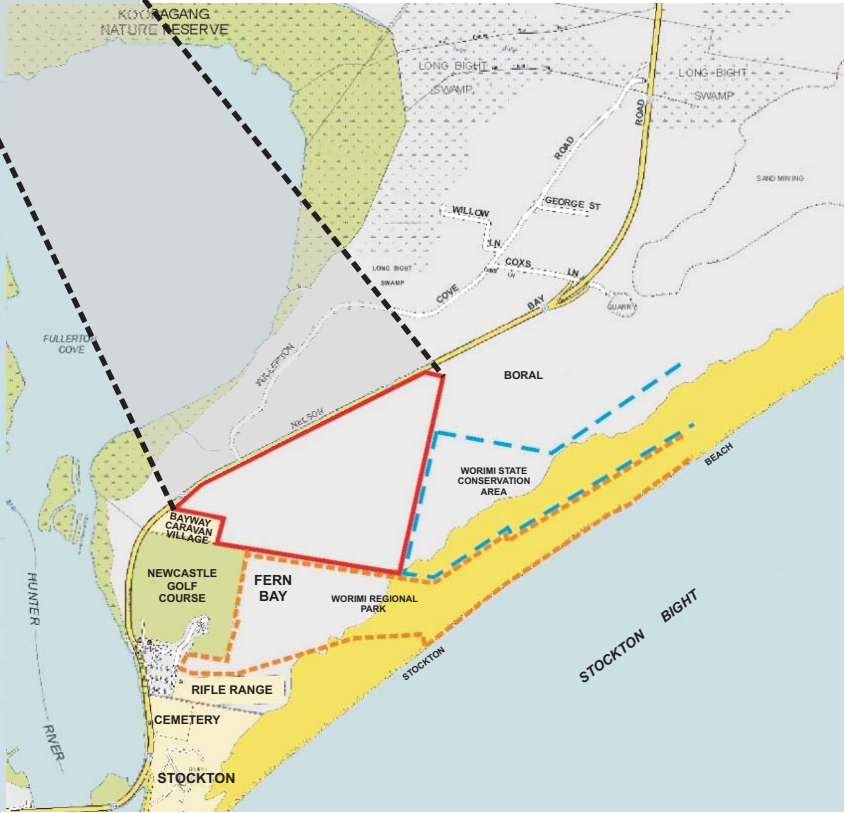 KOORAGANG
NATURE RESERVE
LONG BIGHT
SWAMP
LONG BIGHT
SWAMP
ROAD
ROAD
SAND MINING
WILLOW
LN
GEORGE ST
COXS
LN
LONG BIGHT
SWAMP
COVE
BAY
QUARRY
FULLERTON
COVE
FULLERTON
NELSON
BORAL
WORIMI STATE
CONSERVATION
AREA
BEACH
BAYWAY
CARAVAN
VILLAGE
NEWCASTLE
GOLF
COURSE
FERN
BAY
WORIMI REGIONAL
PARK
HUNTER
RIVER
STOCKTON
STOCKTON BIGHT
RIFLE RANGE
CEMETERY
STOCKTON